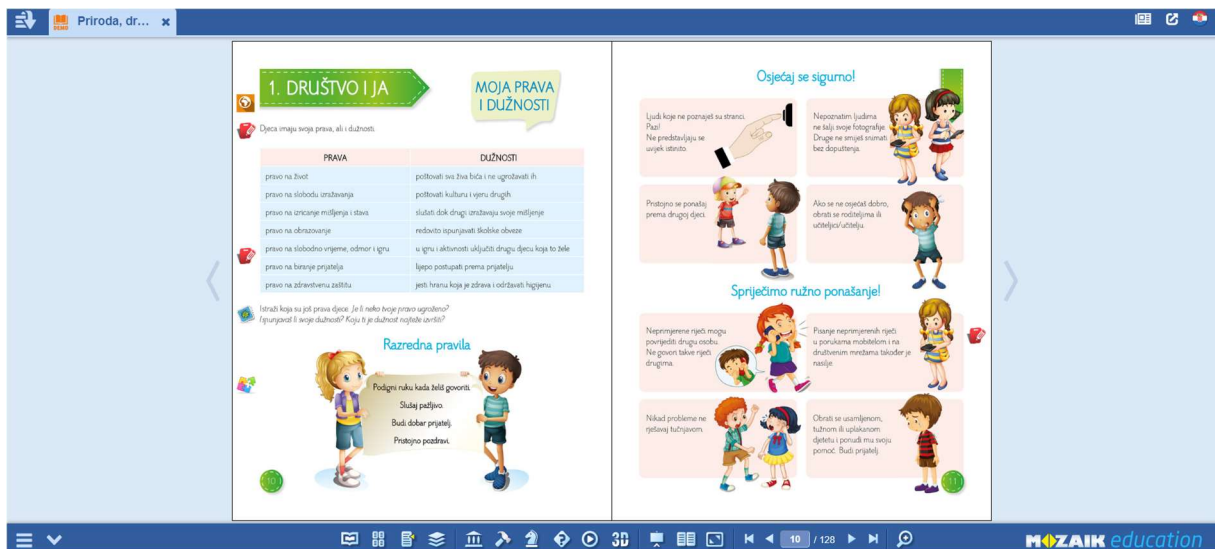 Priroda, dr... x
DEMO
1. DRUŠTVO I JA
MOJA PRAVA
I DUŽNOSTI
Djeca imaju svoja prava, ali i dužnosti.
PRAVA DUŽNOSTI
pravo na život poštovati sva živa bića i ne ugrožavati ih
pravo na slobodu izražavanja poštovati kulturu i vjeru drugih
pravo na izricanje mišljenja i stava slušati dok drugi izražavaju svoje mišljenje
pravo na obrazovanje redovito ispunjavati školske obveze
pravo na slobodno vrijeme, odmor i igru u igru i aktivnosti uključiti drugu djecu koja to žele
pravo na biranje prijatelja lijepo postupati prema prijatelju
pravo na zdravstvenu zaštitu jesti hranu koja je zdrava i održavati higijenu
Istraži koja su još prava djece. Je li neko tvoje pravo ugroženo?
Ispunjavaš li svoje dužnosti? Koju ti je dužnost najteže izvršiti?
Razredna pravila
Podigni ruku kada želiš govoriti.
Slušaj pažljivo.
Budi dobar prijatelj.
Pristojno pozdravi.
10
Osjećaj se sigurno!
Ljudi koje ne poznaješ su stranci.
Pazi!
Ne predstavljaju se
uvijek istinito.
Nepoznatim ljudima
ne šalji svoje fotografije.
Druge ne smiješ snimati
bez dopuštenja.
Pristojno se ponašaj
prema drugoj djeci.
Ako se ne osjećaš dobro,
obrati se roditeljima ili
učiteljici/učitelju.
Spriječimo ružno ponašanje!
Neprimjerene riječi mogu
povrijediti drugu osobu.
Ne govori takve riječi
drugima.
Pisanje neprimjerenih riječi
u porukama mobitelom i na
društvenim mrežama također je
nasilje.
Nikad probleme ne
rješavaj tučnjavom.
Obrati se usamljenom,
tužnom ili uplakanom
djetetu i ponudi mu svoju
pomoć. Budi prijatelj.
11
3D
10 / 128
MOZAIK education